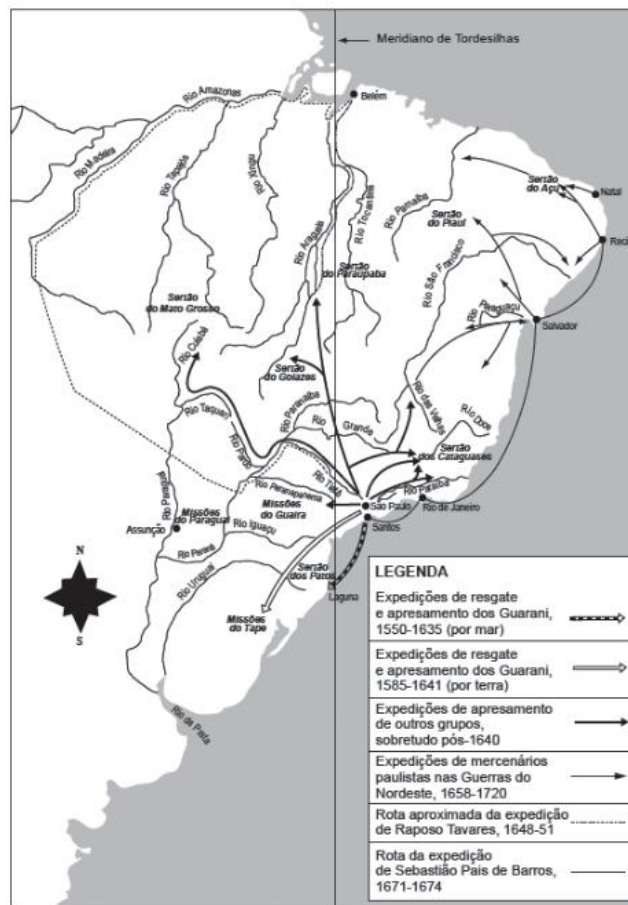 Meridiano de Tordesilhas
Rio Amazonas
Belém
Rio Madeira
Rio Tapajós
Rio Xingu
Rio Araguaia
Rio Tocantins
Rio Parnaíba
Sertão
do Açu
Natal
Sertão
do Piauí
Recife
Rio São Francisco
Sertão
do Paraupaba
Sertão
do Mato Grosso
Rio Paraguaçu
Salvador
Rio Cuiabá
Sertão
do Goiazes
Rio das Velhas
Rio Doce
Rio Taquari
Rio Paranaíba
Rio Grande
Sertão
dos Cataguases
Rio Pardo
Rio Tietê
Rio Paraíba
Rio Paranapanema
São Paulo
Rio de Janeiro
Missões
do Guaira
Santos
Rio Paraguai
Missões
do Paraguai
Assunção
Rio Iguaçu
Rio Paraná
Sertão
dos Patos
Rio Uruguai
Laguna
Missões
do Tape
N
S
Rio da Prata
LEGENDA
Expedições de resgate
e apresamento dos Guarani,
1550-1635 (por mar)
Expedições de resgate
e apresamento dos Guarani,
1585-1641 (por terra)
Expedições de apresamento
de outros grupos,
sobretudo pós-1640
Expedições de mercenários
paulistas nas Guerras do
Nordeste, 1658-1720
Rota aproximada da expedição
de Raposo Tavares, 1648-51
Rota da expedição
de Sebastião Pais de Barros,
1671-1674